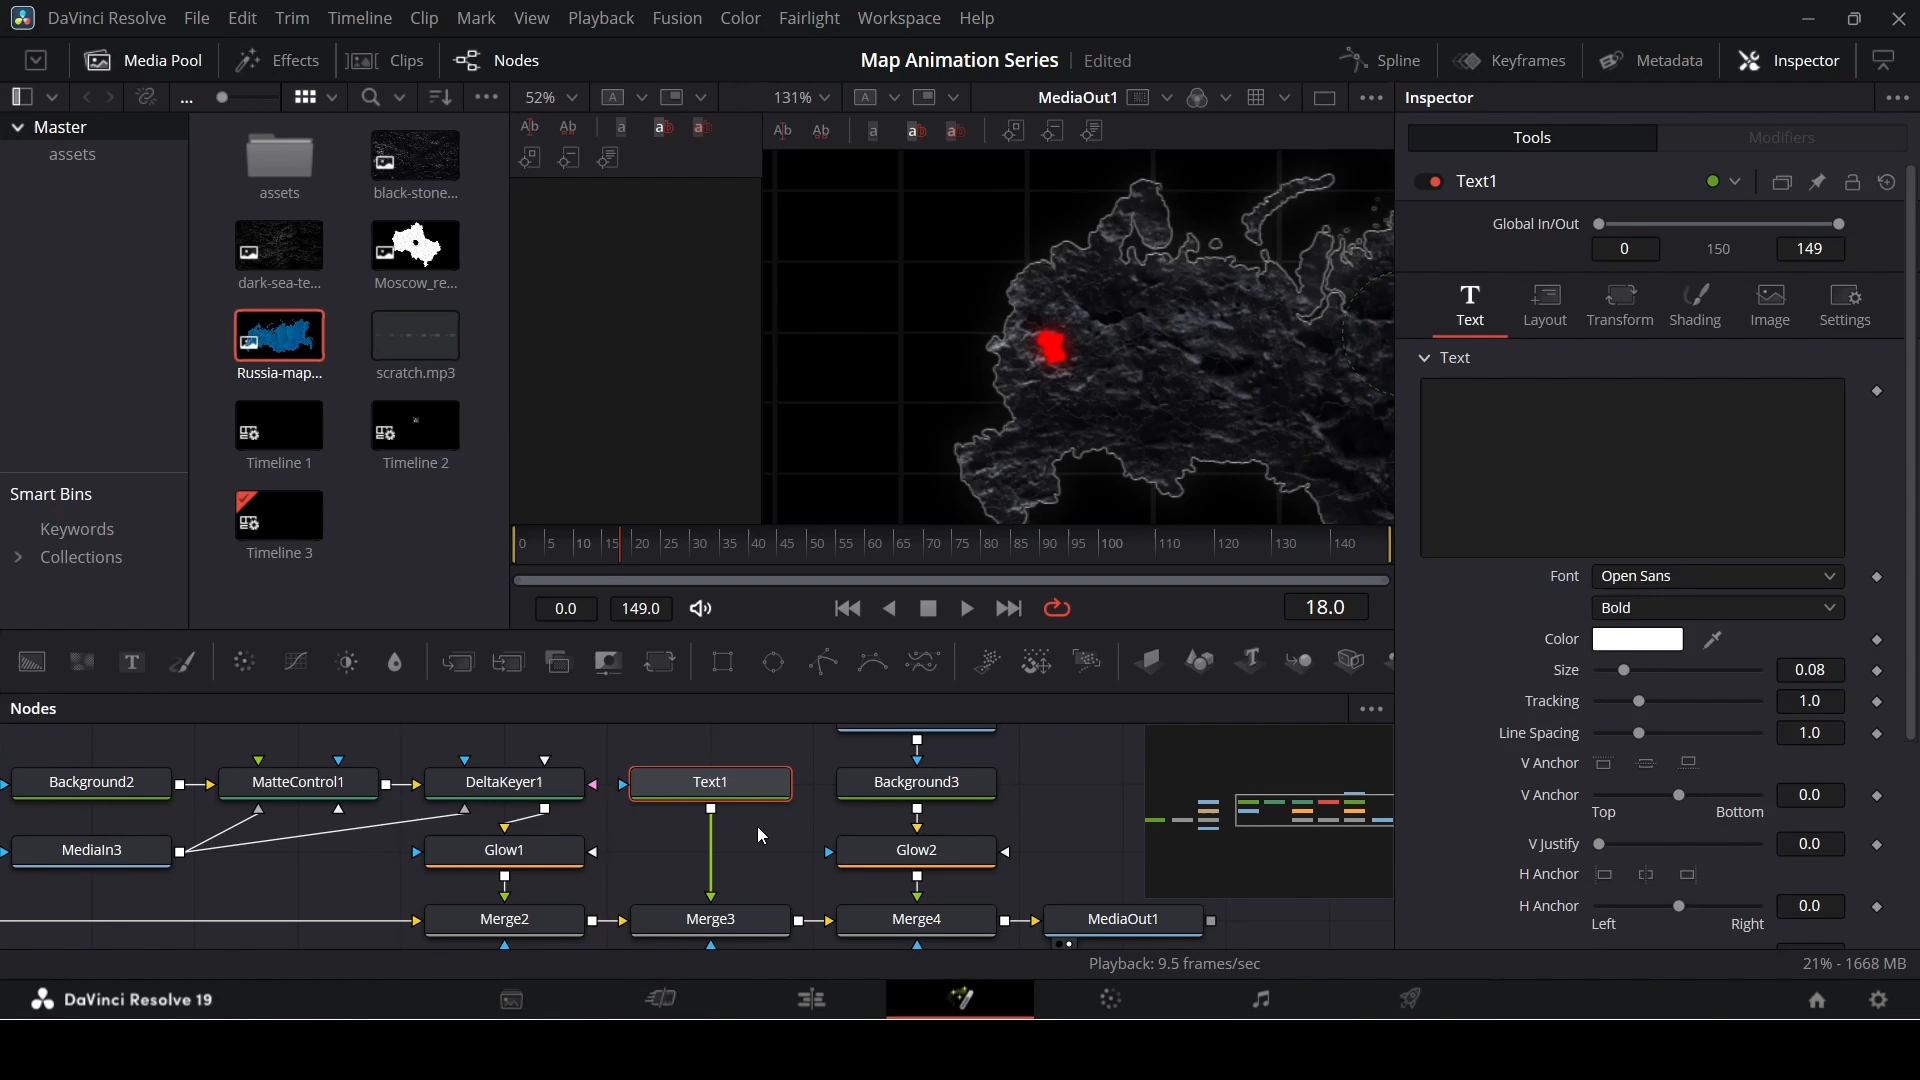 DaVinci Resolve File Edit Trim Timeline Clip Mark View Playback Fusion Color Fairlight Workspace Help
Media Pool Effects Clips Nodes Map Animation Series Edited Spline Keyframes Metadata Inspector
... 52% 131% MediaOut1 Inspector
Master
assets
assets
black-stone...
dark-sea-te...
Moscow_re...
Russia-map...
scratch.mp3
Timeline 1
Timeline 2
Timeline 3
Smart Bins
Keywords
Collections
0 5 10 15 20 25 30 35 40 45 50 55 60 65 70 75 80 85 90 95 100 110 120 130 140
0.0 149.0 18.0
Nodes
Background2 MatteControl1 DeltaKeyer1 Text1 Background3
MediaIn3 Glow1 Glow2
Merge2 Merge3 Merge4 MediaOut1
Tools Modifiers
Text1
Global In/Out
0 150 149
Text Layout Transform Shading Image Settings
Text
Font Open Sans
Bold
Color
Size 0.08
Tracking 1.0
Line Spacing 1.0
V Anchor
V Anchor 0.0
Top Bottom
V Justify 0.0
H Anchor
H Anchor 0.0
Left Right
Playback: 9.5 frames/sec 21% - 1668 MB
DaVinci Resolve 19